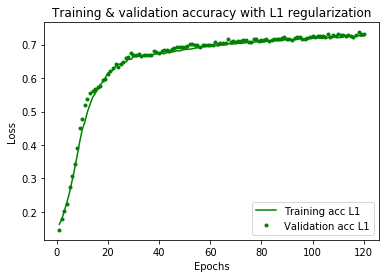 Training & validation accuracy with L1 regularization
0.7
0.6
0.5
0.4
0.3
0.2
Loss
0 20 40 60 80 100 120
Epochs
Training acc L1
Validation acc L1